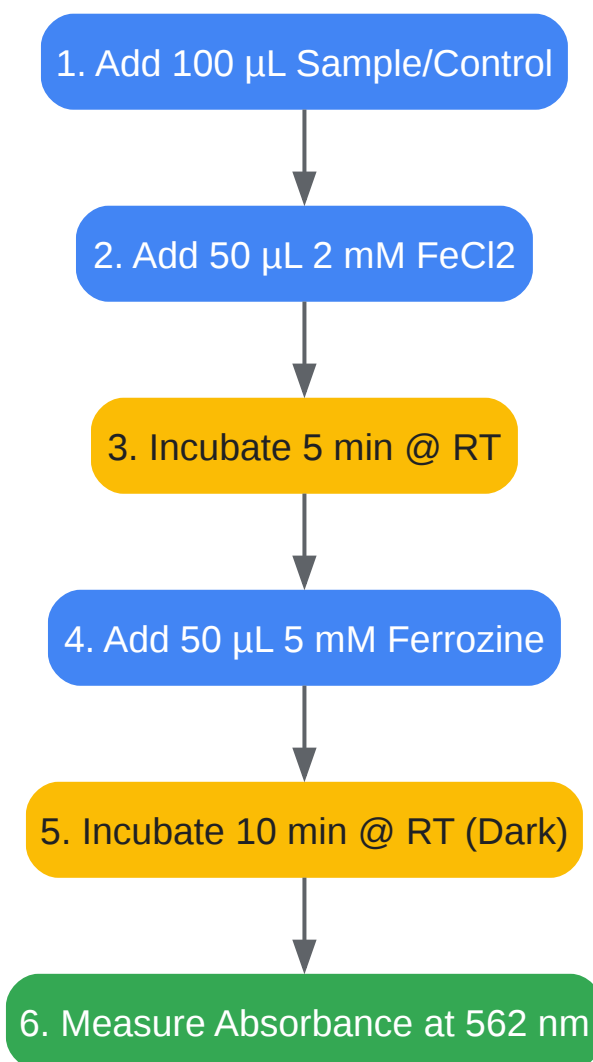 1. Add 100 µL Sample/Control
2. Add 50 µL 2 mM FeCl2
3. Incubate 5 min @ RT
4. Add 50 µL 5 mM Ferrozine
5. Incubate 10 min @ RT (Dark)
6. Measure Absorbance at 562 nm